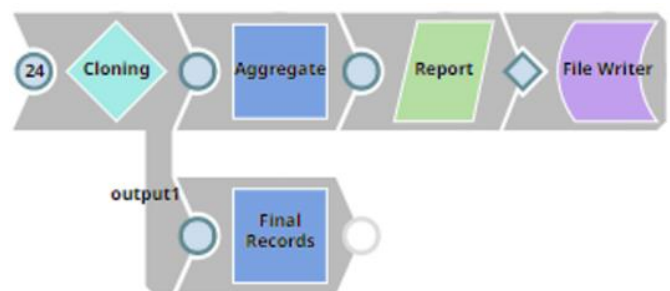 24
Cloning
Aggregate
Report
File Writer
output1
Final
Records